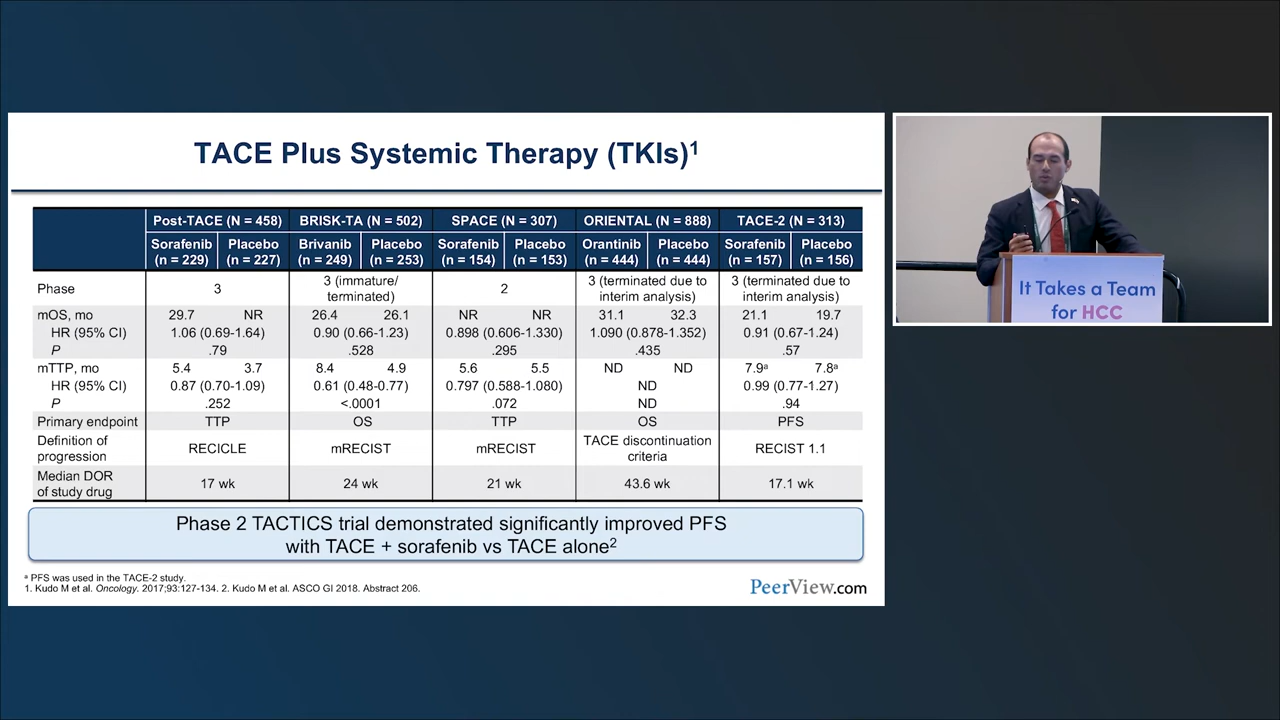 TACE Plus Systemic Therapy (TKIs)1
Post-TACE (N = 458) BRISK-TA (N = 502) SPACE (N = 307) ORIENTAL (N = 888) TACE-2 (N = 313)
Sorafenib Placebo Brivanib Placebo Sorafenib Placebo Orantinib Placebo Sorafenib Placebo
(n = 229) (n = 227) (n = 249) (n = 253) (n = 154) (n = 153) (n = 444) (n = 444) (n = 157) (n = 156)
Phase 3 3 (immature/ terminated) 2 3 (terminated due to interim analysis) 3 (terminated due to interim analysis)
mOS, mo 29.7 NR 26.4 26.1 NR NR 31.1 32.3 21.1 19.7
HR (95% CI) 1.06 (0.69-1.64) 0.90 (0.66-1.23) 0.898 (0.606-1.330) 1.090 (0.878-1.352) 0.91 (0.67-1.24)
P .79 .528 .295 .435 .57
mTTP, mo 5.4 3.7 8.4 4.9 5.6 5.5 ND ND 7.9a 7.8a
HR (95% CI) 0.87 (0.70-1.09) 0.61 (0.48-0.77) 0.797 (0.588-1.080) ND 0.99 (0.77-1.27)
P .252 <.0001 .072 ND .94
Primary endpoint TTP OS TTP OS PFS
Definition of progression RECICLE mRECIST mRECIST TACE discontinuation criteria RECIST 1.1
Median DOR of study drug 17 wk 24 wk 21 wk 43.6 wk 17.1 wk
Phase 2 TACTICS trial demonstrated significantly improved PFS
with TACE + sorafenib vs TACE alone2
a PFS was used in the TACE-2 study.
1. Kudo M et al. Oncology. 2017;93:127-134. 2. Kudo M et al. ASCO GI 2018. Abstract 206.
PeerView.com
It Takes a Team
for HCC